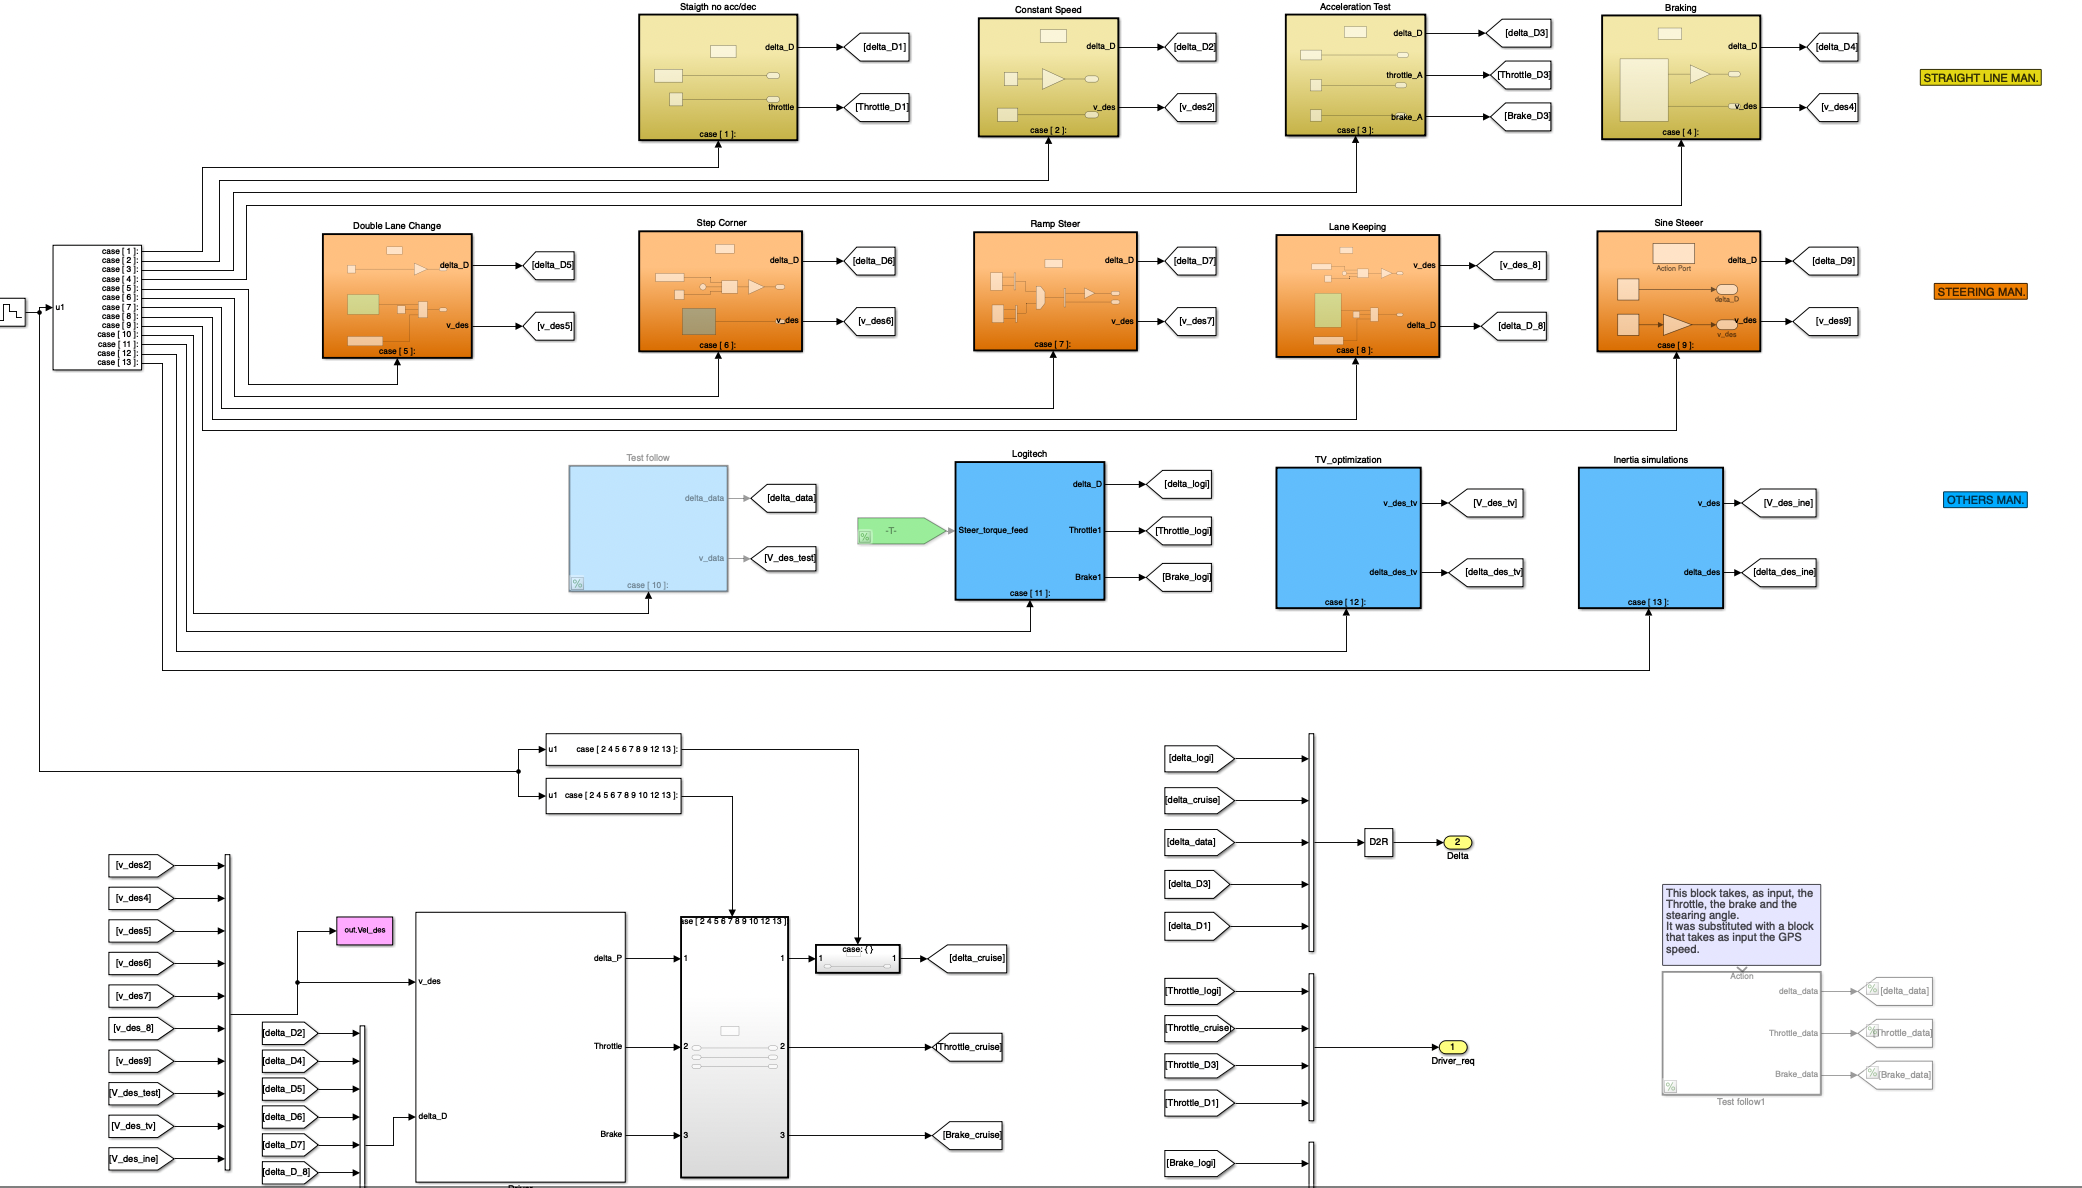 Staigth no acc/dec
delta_D
throttle
case [ 1 ]:
[delta_D1]
[Throttle_D1]
Constant Speed
delta_D
v_des
case [ 2 ]:
[delta_D2]
[v_des2]
Acceleration Test
delta_D
throttle_A
brake_A
case [ 3 ]:
[delta_D3]
[Throttle_D3]
[Brake_D3]
Braking
delta_D
v_des
case [ 4 ]:
[delta_D4]
[v_des4]
STRAIGHT LINE MAN.
u1
case [ 1 ]:
case [ 2 ]:
case [ 3 ]:
case [ 4 ]:
case [ 5 ]:
case [ 6 ]:
case [ 7 ]:
case [ 8 ]:
case [ 9 ]:
case [ 10 ]:
case [ 11 ]:
case [ 12 ]:
case [ 13 ]:
Double Lane Change
delta_D
v_des
case [ 5 ]:
[delta_D5]
[v_des5]
Step Corner
delta_D
v_des
case [ 6 ]:
[delta_D6]
[v_des6]
Ramp Steer
delta_D
v_des
case [ 7 ]:
[delta_D7]
[v_des7]
Lane Keeping
v_des
delta_D
case [ 8 ]:
[v_des_8]
[delta_D_8]
Sine Steeer
Action Port
delta_D
delta_D
v_des
v_des
case [ 9 ]:
[delta_D9]
[v_des9]
STEERING MAN.
Test follow
delta_data
v_data
case [ 10 ]:
%
[delta_data]
[V_des_test]
-T-
%
Logitech
Steer_torque_feed
delta_D
Throttle1
Brake1
case [ 11 ]:
[delta_logi]
[Throttle_logi]
[Brake_logi]
TV_optimization
v_des_tv
delta_des_tv
case [ 12 ]:
[V_des_tv]
[delta_des_tv]
Inertia simulations
v_des
delta_des
case [ 13 ]:
[V_des_ine]
[delta_des_ine]
OTHERS MAN.
u1 case [ 2 4 5 6 7 8 9 12 13 ]:
u1 case [ 2 4 5 6 7 8 9 10 12 13 ]:
[v_des2]
[v_des4]
[v_des5]
[v_des6]
[v_des7]
[v_des_8]
[v_des9]
[V_des_test]
[V_des_tv]
[V_des_ine]
out.Vel_des
[delta_D2]
[delta_D4]
[delta_D5]
[delta_D6]
[delta_D7]
[delta_D_8]
v_des
delta_D
delta_P
Throttle
Brake
ase [ 2 4 5 6 7 8 9 10 12 13 ]
1 1
2 2
3 3
case: { }
1 1
[delta_cruise]
[Throttle_cruise]
[Brake_cruise]
[delta_logi]
[delta_cruise]
[delta_data]
[delta_D3]
[delta_D1]
D2R
2
Delta
[Throttle_logi]
[Throttle_cruise]
[Throttle_D3]
[Throttle_D1]
1
Driver_req
[Brake_logi]
This block takes, as input, the
Throttle, the brake and the
stearing angle.
It was substituted with a block
that takes as input the GPS
speed.
Action
delta_data
Throttle_data
Brake_data
%
Test follow1
% [delta_data]
% [Throttle_data]
% [Brake_data]